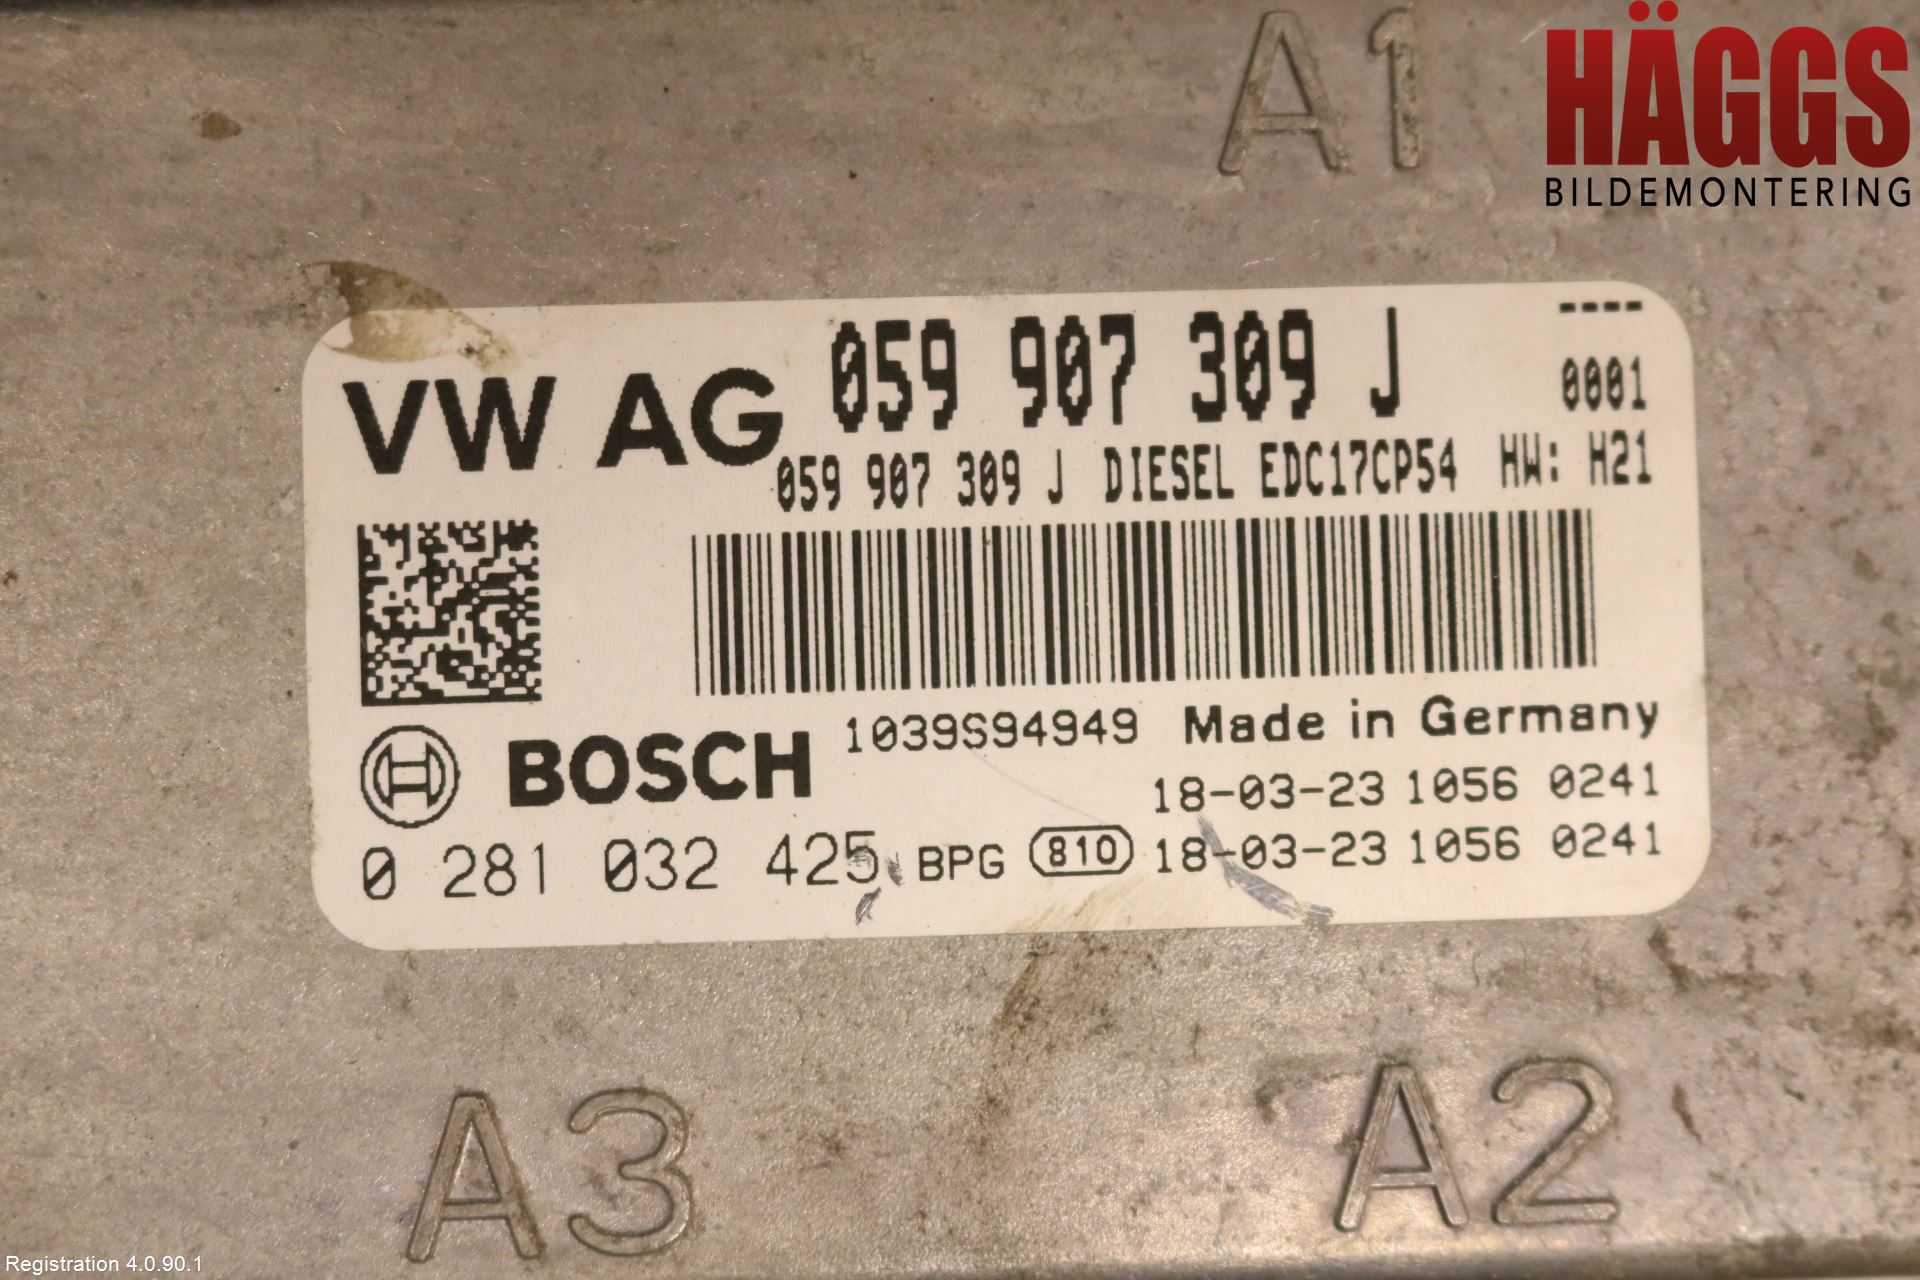 A1
HÄGGS
BILDEMONTERING
----
VW AG 059 907 309 J 0001
059 907 309 J DIESEL EDC17CP54 HW: H21
BOSCH 1039S94949 Made in Germany
18-03-23 1056 0241
0 281 032 425 BPG 810 18-03-23 1056 0241
A3 A2
Registration 4.0.90.1